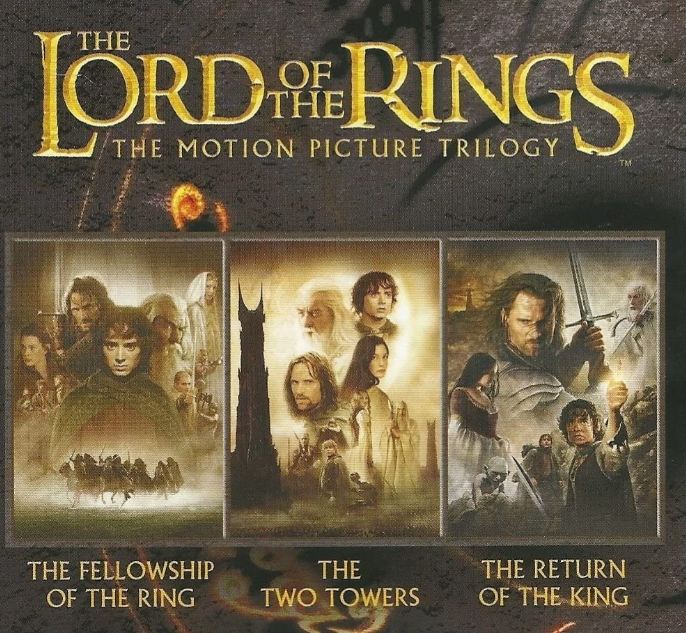 THE
LORD OF THE RINGS
THE MOTION PICTURE TRILOGY
TM
THE FELLOWSHIP
OF THE RING
THE
TWO TOWERS
THE RETURN
OF THE KING